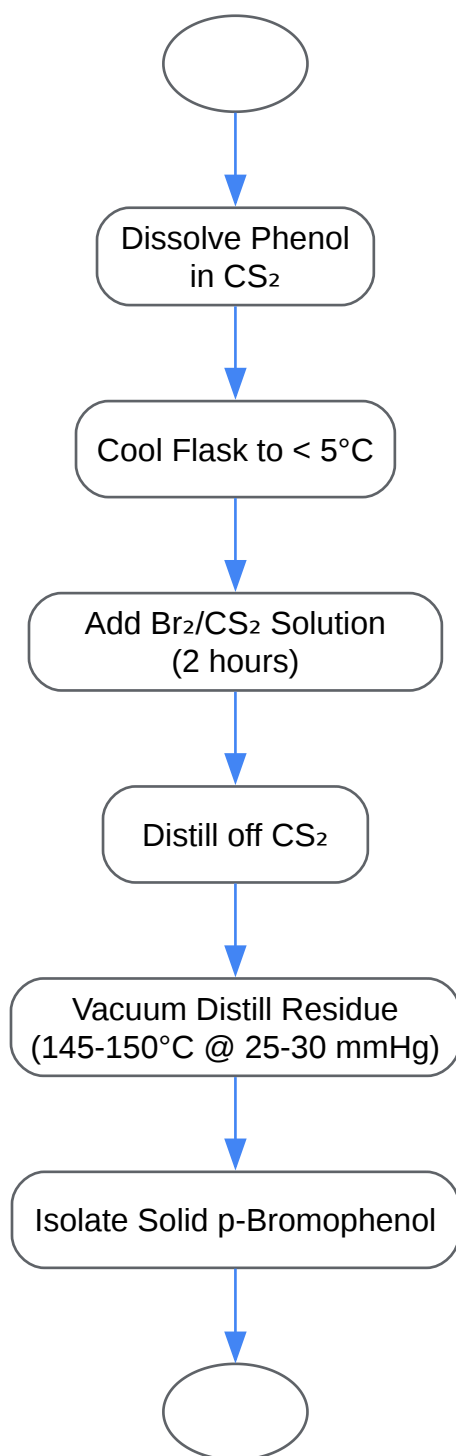 Dissolve Phenol
in CS₂
Cool Flask to < 5°C
Add Br₂/CS₂ Solution
(2 hours)
Distill off CS₂
Vacuum Distill Residue
(145-150°C @ 25-30 mmHg)
Isolate Solid p-Bromophenol